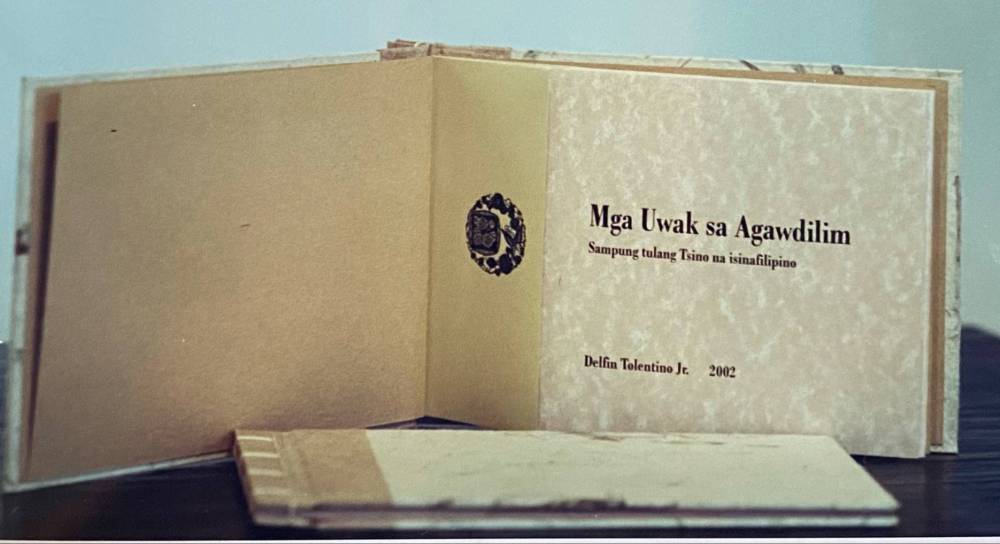 Mga Uwak sa Agawdilim
Sampung tulang Tsino na isinafilipino
Delfin Tolentino Jr. 2002